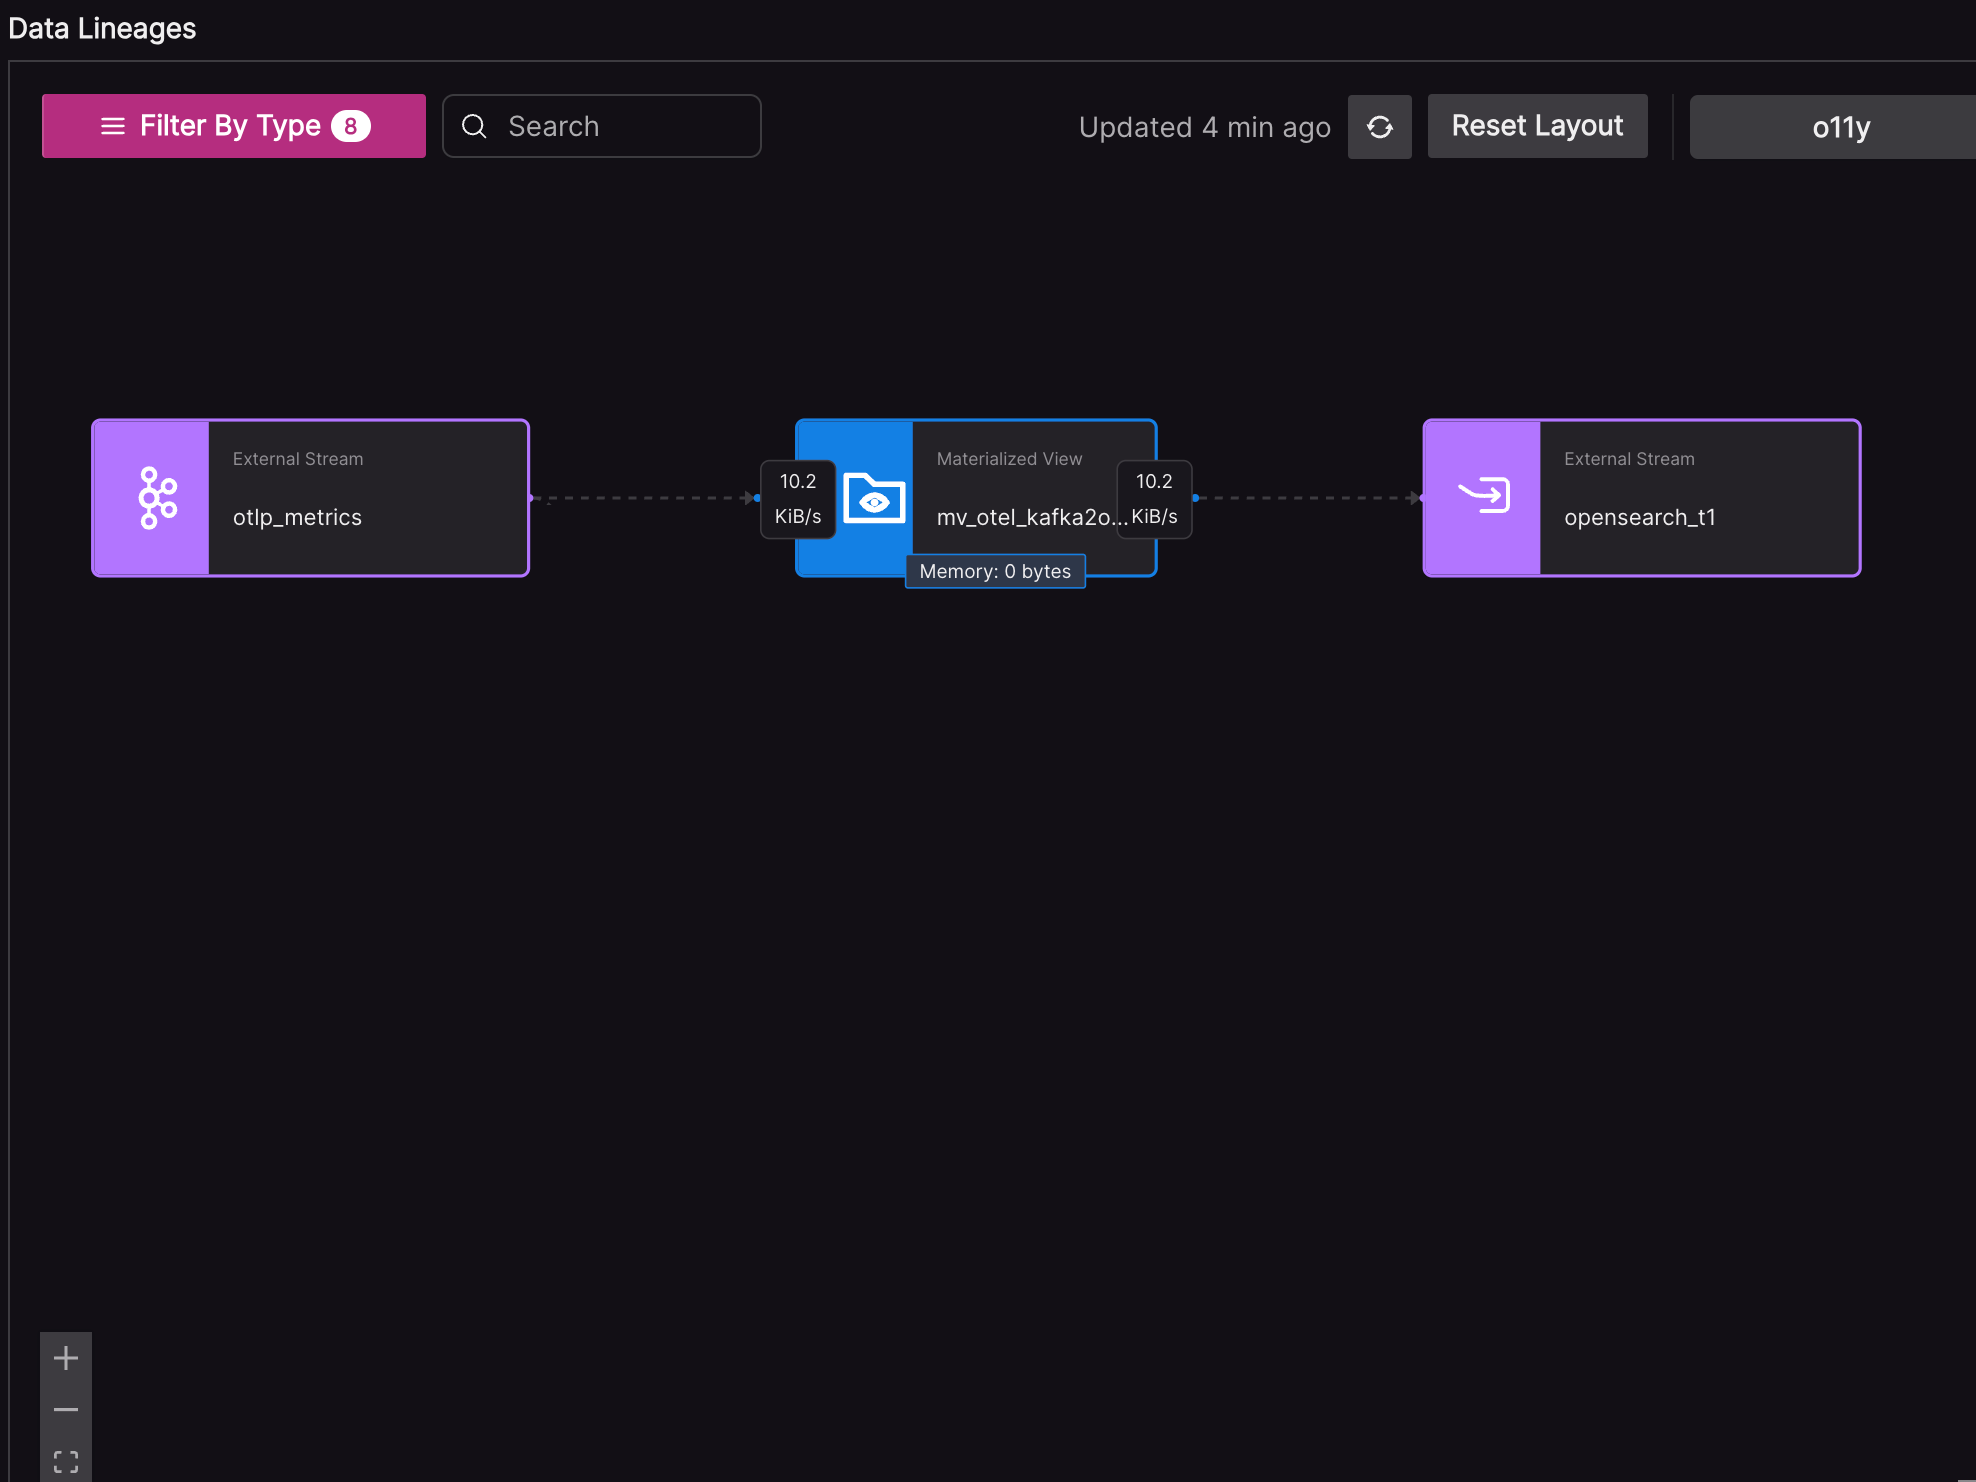 Data Lineages
Filter By Type 8
Search
Updated 4 min ago
Reset Layout
o11y
External Stream
otlp_metrics
10.2
KiB/s
Materialized View
mv_otel_kafka2o...
Memory: 0 bytes
10.2
KiB/s
External Stream
opensearch_t1